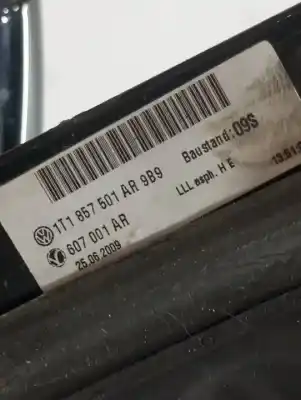 1T1 857 501 AR 9B9
607 001 AR
25.06.2009
Baustand:09S
LLL asph. H E